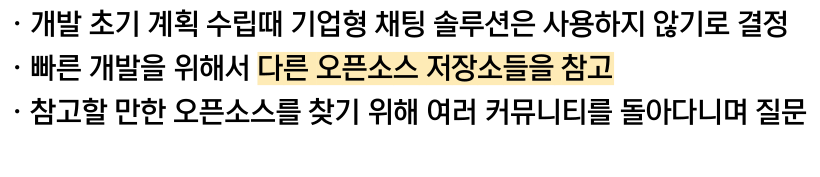 · 개발 초기 계획 수립때 기업형 채팅 솔루션은 사용하지 않기로 결정
· 빠른 개발을 위해서 다른 오픈소스 저장소들을 참고
· 참고할 만한 오픈소스를 찾기 위해 여러 커뮤니티를 돌아다니며 질문